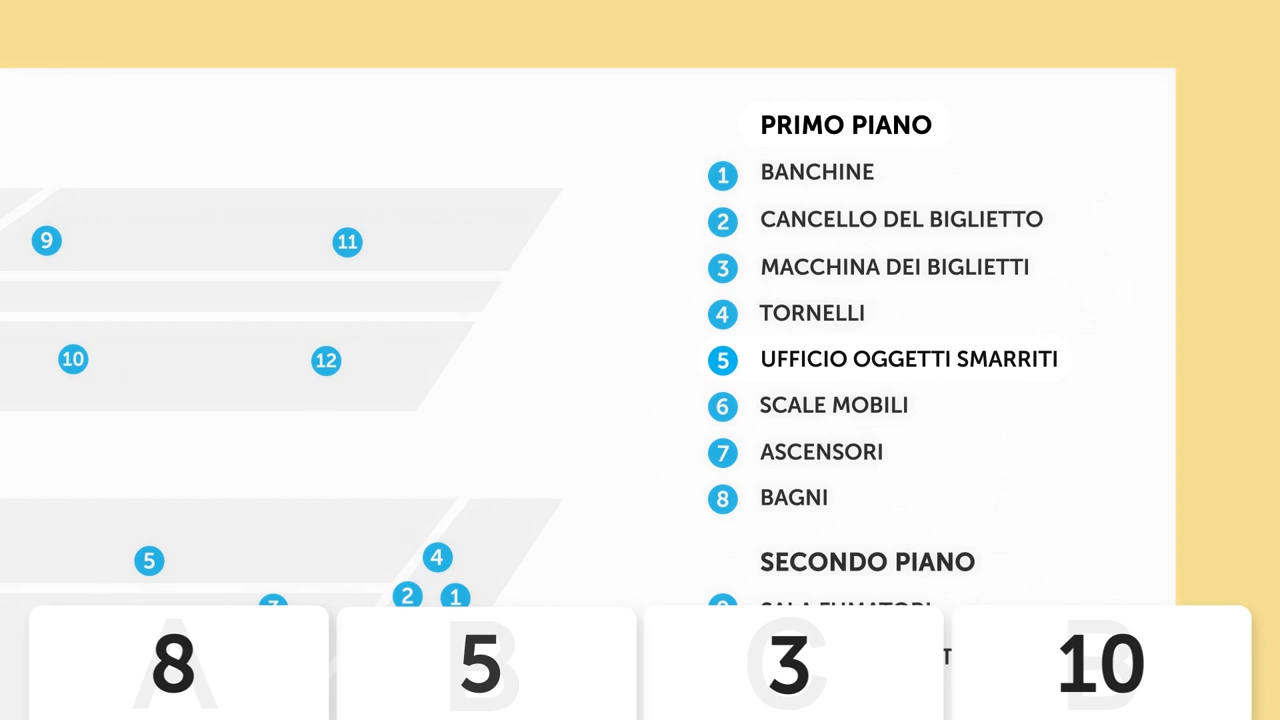 PRIMO PIANO
1 BANCHINE
2 CANCELLO DEL BIGLIETTO
3 MACCHINA DEI BIGLIETTI
4 TORNELLI
5 UFFICIO OGGETTI SMARRITI
6 SCALE MOBILI
7 ASCENSORI
8 BAGNI
SECONDO PIANO
9 11
10 12
5 4
2 1
A B C D
8 5 3 10